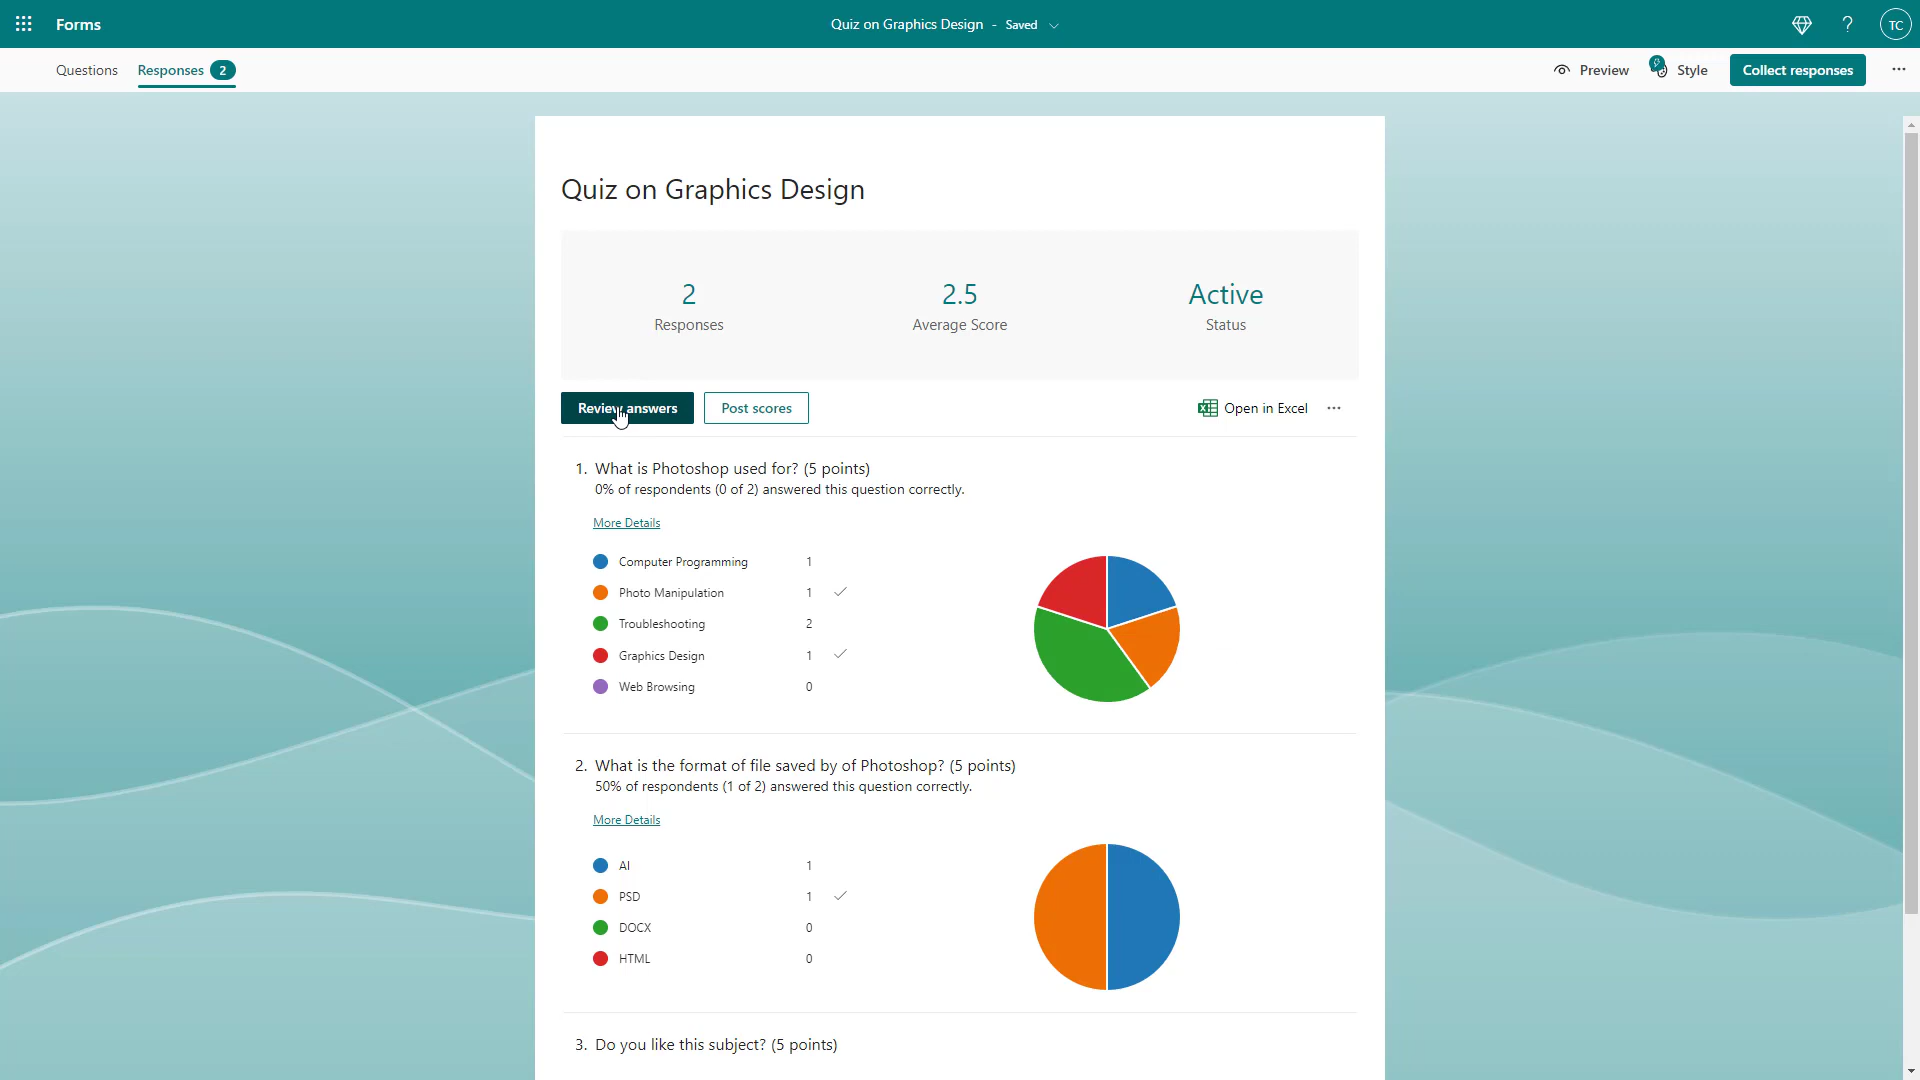 Forms
Quiz on Graphics Design - Saved
?
TC
Questions
Responses 2
Preview
Style
Collect responses
Quiz on Graphics Design
2
Responses
2.5
Average Score
Active
Status
Review answers
Post scores
Open in Excel
1. What is Photoshop used for? (5 points)
0% of respondents (0 of 2) answered this question correctly.
More Details
Computer Programming 1
Photo Manipulation 1
Troubleshooting 2
Graphics Design 1
Web Browsing 0
2. What is the format of file saved by of Photoshop? (5 points)
50% of respondents (1 of 2) answered this question correctly.
More Details
AI 1
PSD 1
DOCX 0
HTML 0
3. Do you like this subject? (5 points)